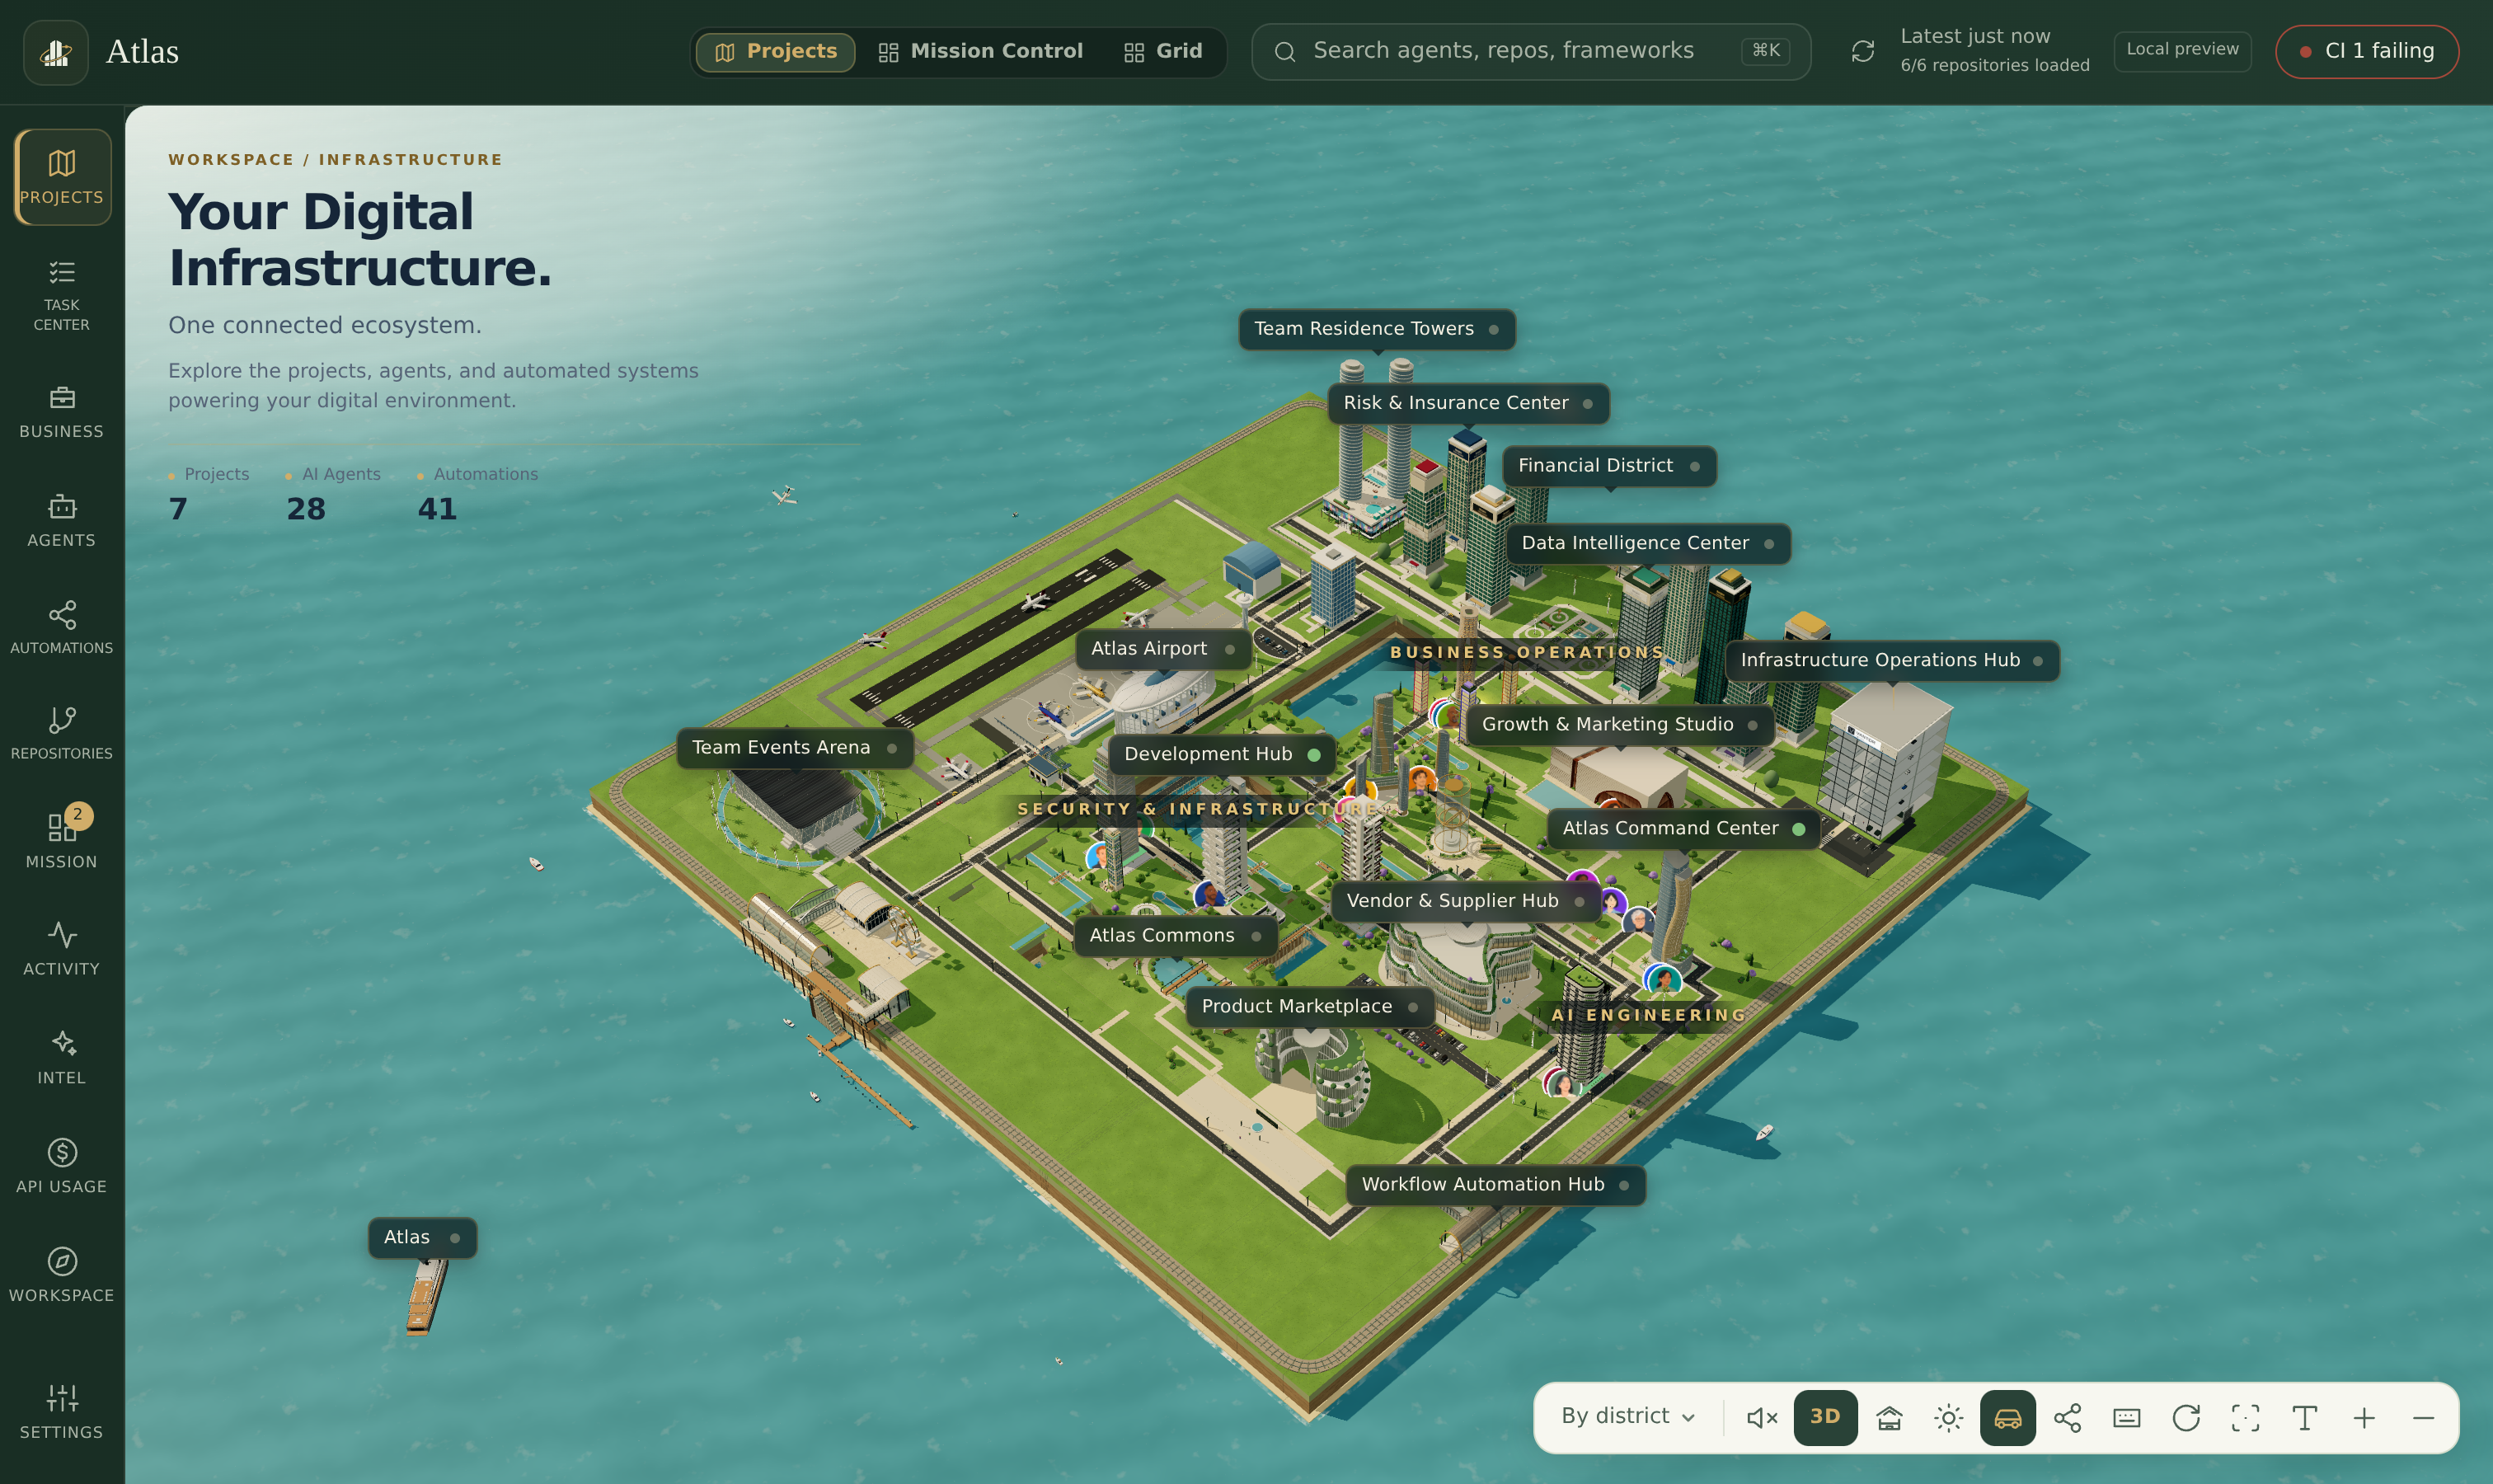 Atlas
Projects
Mission Control
Grid
Search agents, repos, frameworks
⌘K
Latest just now
6/6 repositories loaded
Local preview
CI 1 failing
PROJECTS
TASK
CENTER
BUSINESS
AGENTS
AUTOMATIONS
REPOSITORIES
2
MISSION
ACTIVITY
INTEL
API USAGE
WORKSPACE
SETTINGS
WORKSPACE / INFRASTRUCTURE
Your Digital
Infrastructure.
One connected ecosystem.
Explore the projects, agents, and automated systems
powering your digital environment.
Projects
7
AI Agents
28
Automations
41
Team Residence Towers
Risk & Insurance Center
Financial District
Data Intelligence Center
Atlas Airport
BUSINESS OPERATIONS
Infrastructure Operations Hub
Growth & Marketing Studio
Team Events Arena
Development Hub
SECURITY & INFRASTRUCTURE
Atlas Command Center
Vendor & Supplier Hub
Atlas Commons
Product Marketplace
AI ENGINEERING
Workflow Automation Hub
Atlas
By district
3D